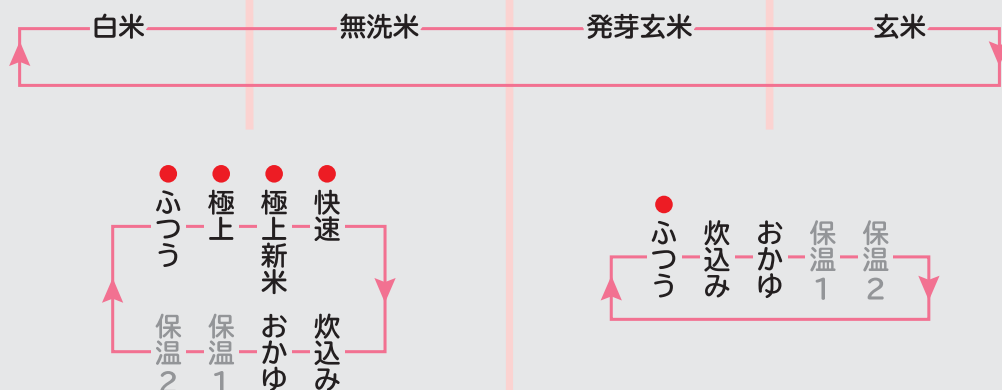 白米 無洗米 発芽玄米 玄米
ふつう
極上
極上新米
快速
炊込み
おかゆ
保温1
保温2
ふつう
炊込み
おかゆ
保温1
保温2